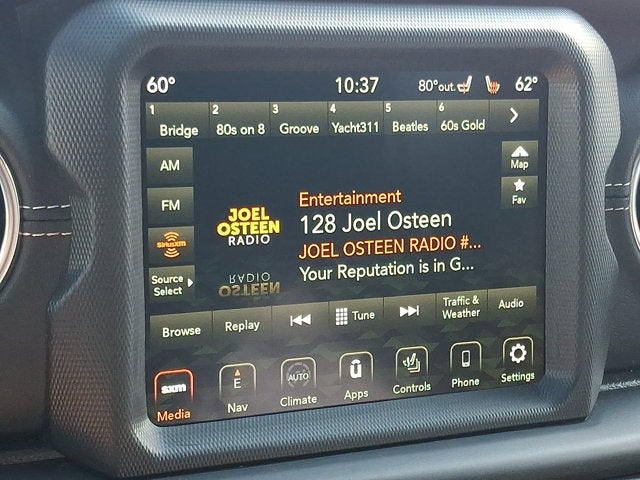 60° 10:37 80°out. 62°
1 2 3 4 5 6
Bridge 80s on 8 Groove Yacht311 Beatles 60s Gold
AM
FM
SiriusXM
Source
Select
Map
Fav
JOEL
OSTEEN
RADIO
Entertainment
128 Joel Osteen
JOEL OSTEEN RADIO #...
Your Reputation is in G...
Browse Replay Tune Traffic &
Weather Audio
sxm E AUTO u
Media Nav Climate Apps Controls Phone Settings